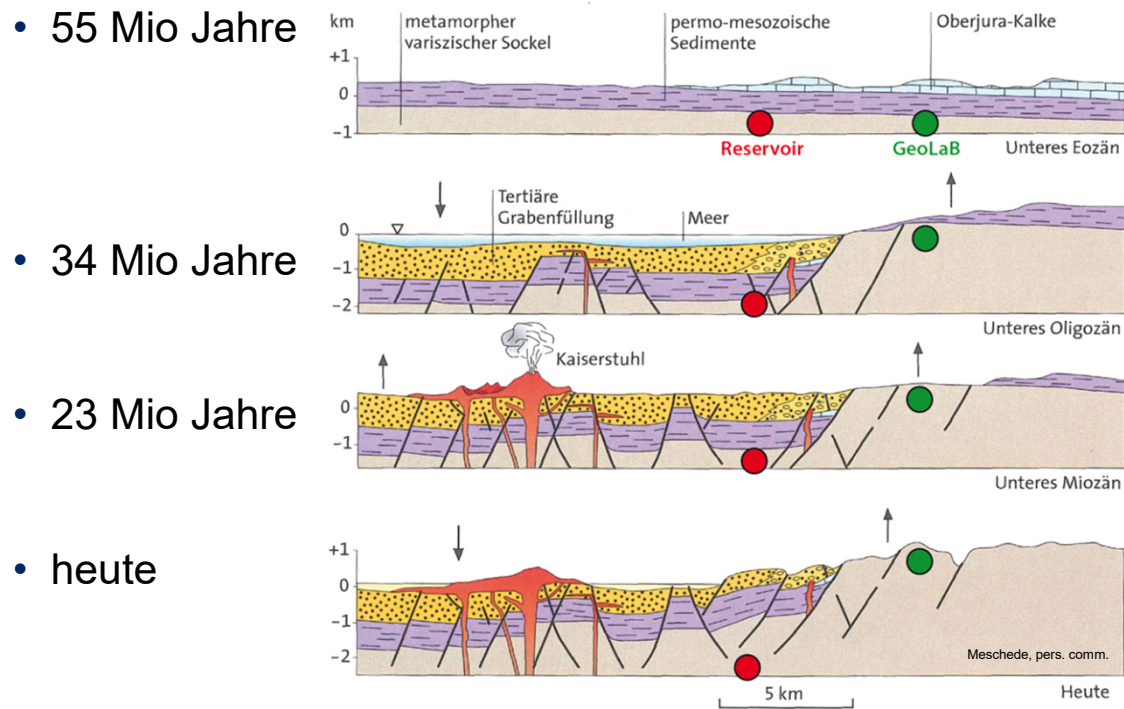 • 55 Mio Jahre
km
metamorpher
variszischer Sockel
permo-mesozoische
Sedimente
Oberjura-Kalke
+1
0
-1
Reservoir
GeoLaB
Unteres Eozän
• 34 Mio Jahre
Tertiäre
Grabenfüllung
Meer
0
-1
-2
Unteres Oligozän
• 23 Mio Jahre
Kaiserstuhl
0
-1
Unteres Miozän
• heute
+1
0
-1
-2
Meschede, pers. comm.
5 km
Heute